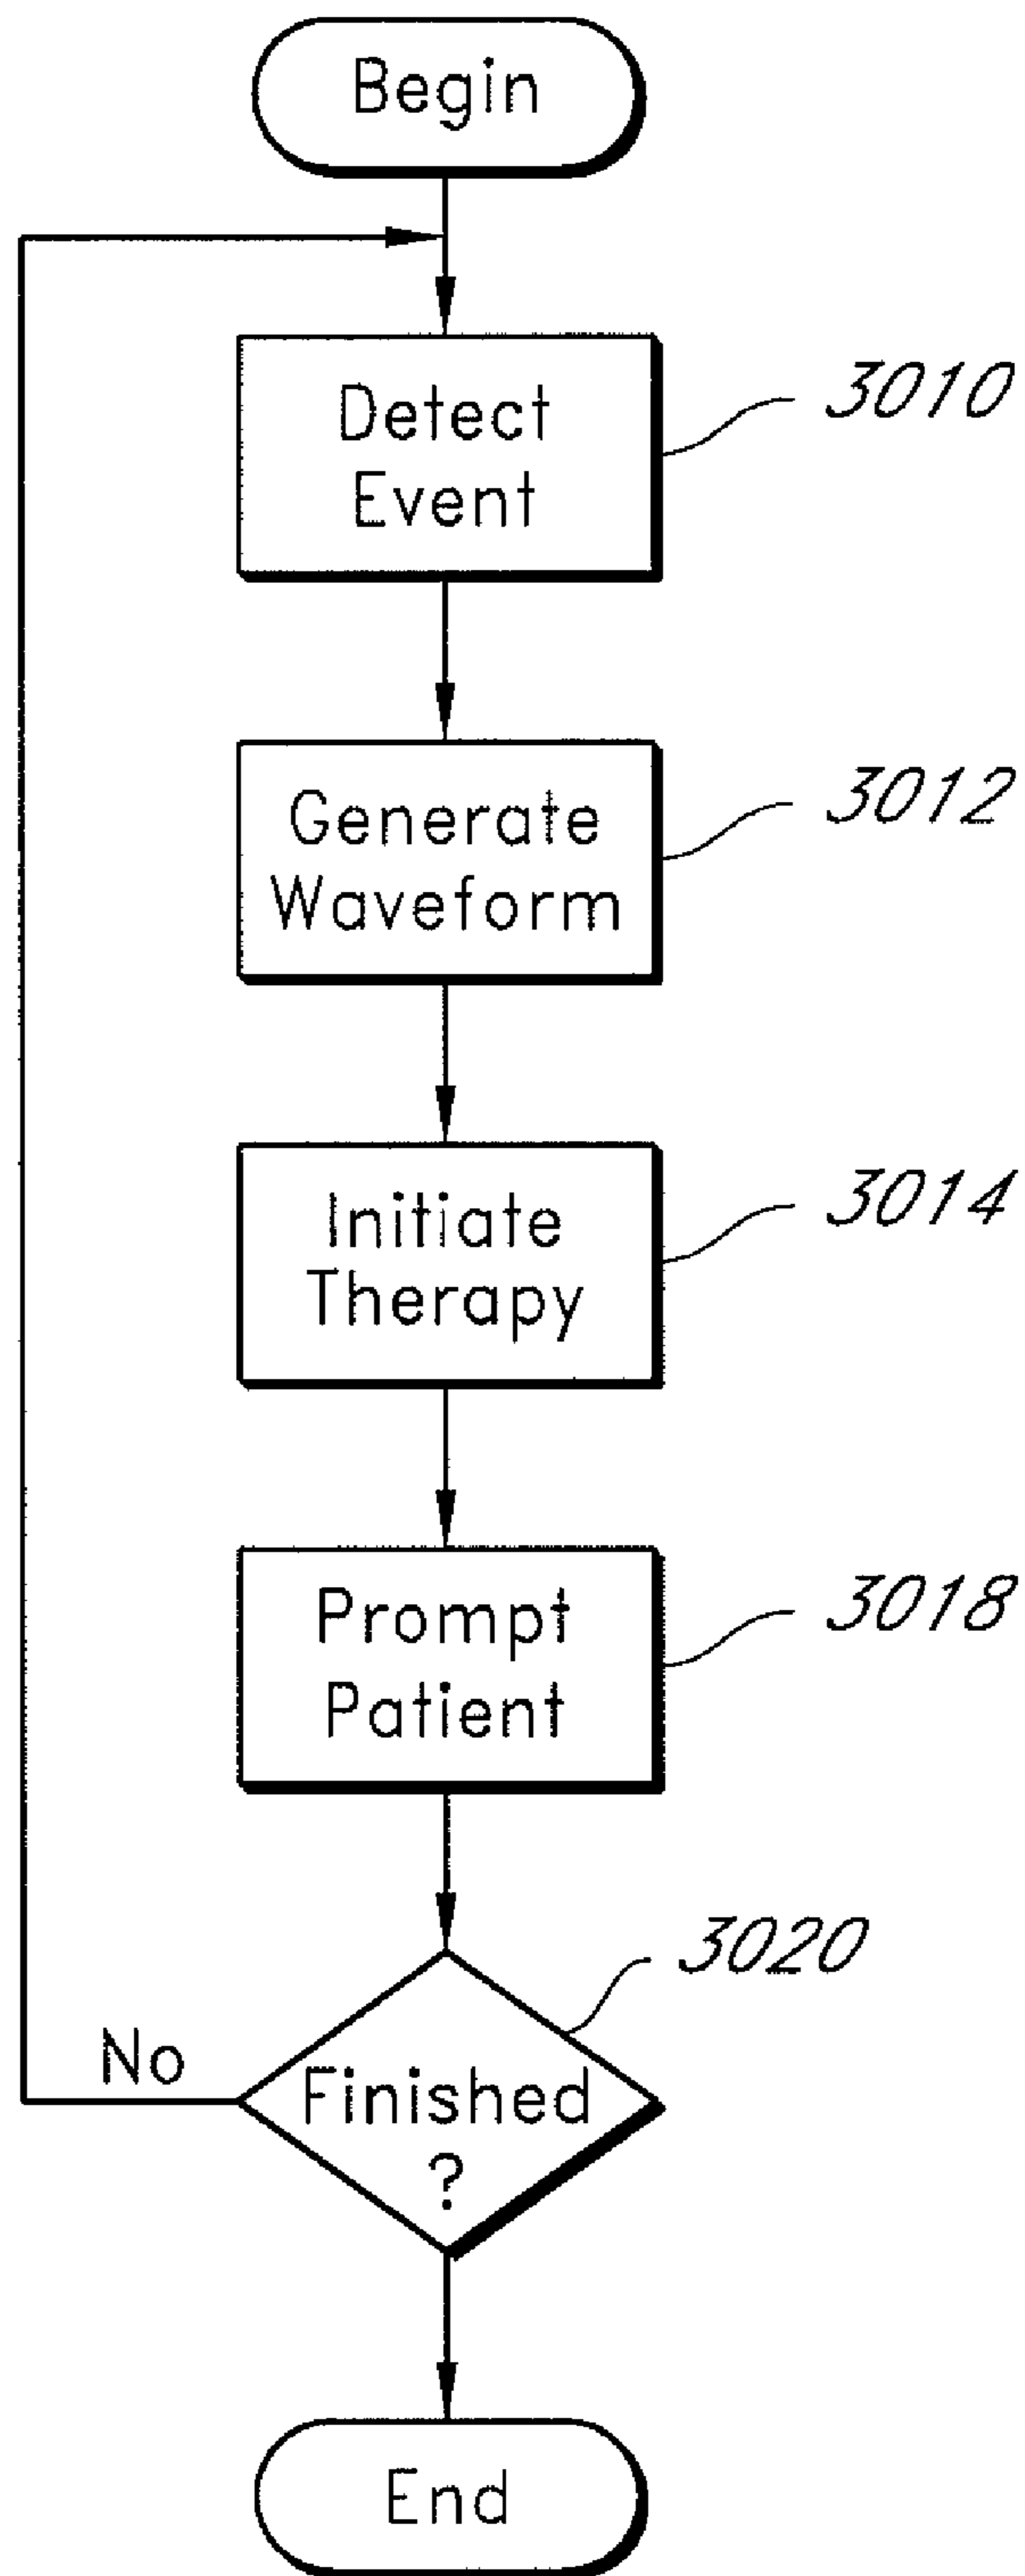 Begin
Detect
Event
3010
Generate
Waveform
3012
Initiate
Therapy
3014
Prompt
Patient
3018
3020
No
Finished
?
End